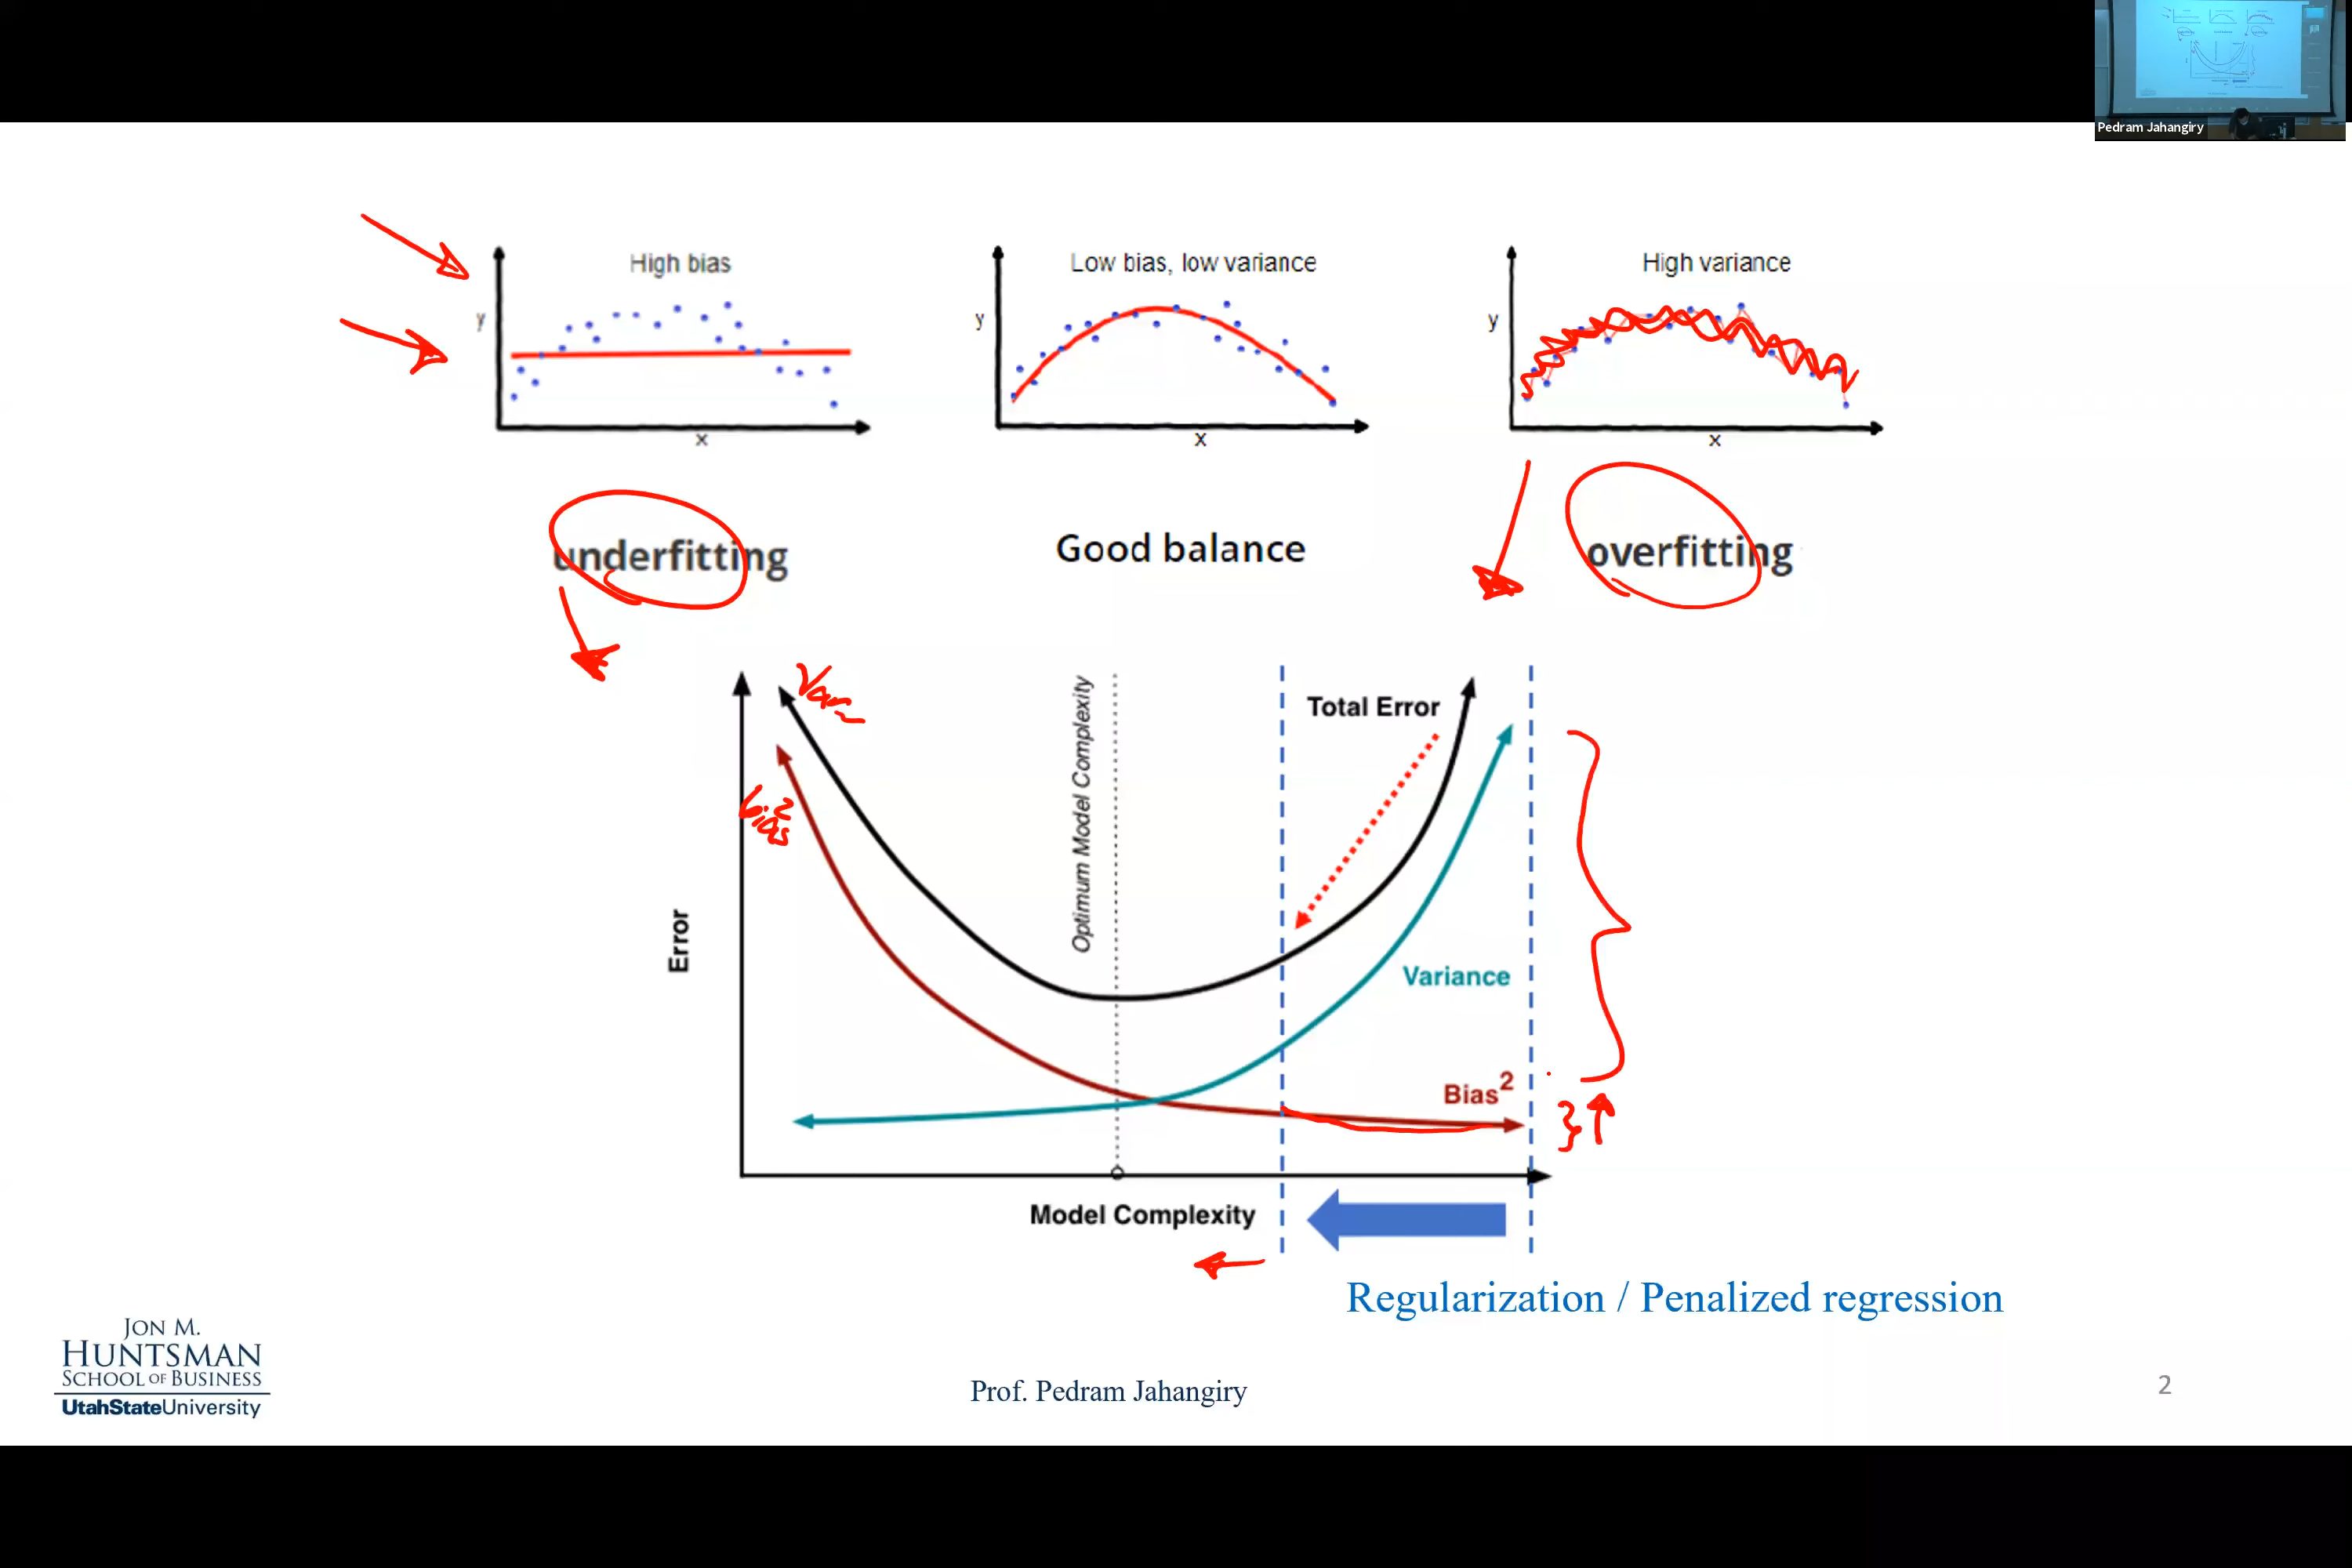 Pedram Jahangiry
High bias
y
x
Low bias, low variance
y
x
High variance
y
x
underfitting
Good balance
overfitting
Var
bias²
Optimum Model Complexity
Total Error
Error
Variance
Bias²
Model Complexity
Regularization / Penalized regression
JON M.
HUNTSMAN
SCHOOL OF BUSINESS
UtahStateUniversity
Prof. Pedram Jahangiry
2